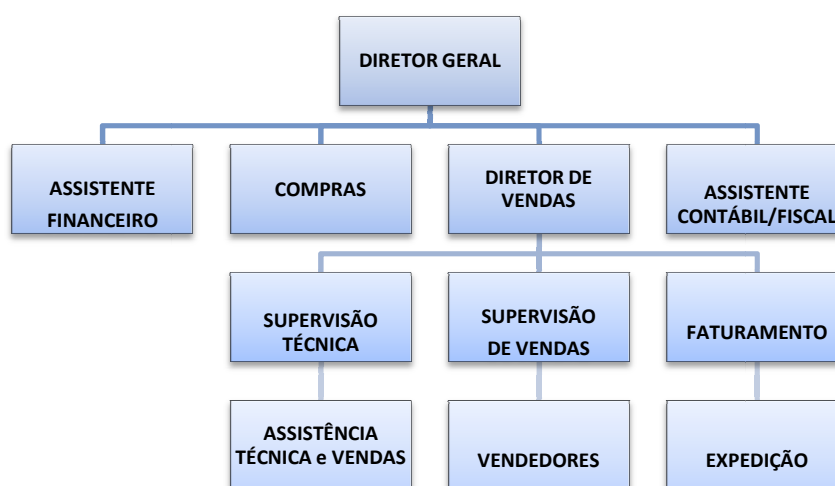 DIRETOR GERAL
ASSISTENTE
FINANCEIRO
COMPRAS
DIRETOR DE
VENDAS
ASSISTENTE
CONTÁBIL/FISCAL
SUPERVISÃO
TÉCNICA
SUPERVISÃO
DE VENDAS
FATURAMENTO
ASSISTÊNCIA
TÉCNICA e VENDAS
VENDEDORES
EXPEDIÇÃO